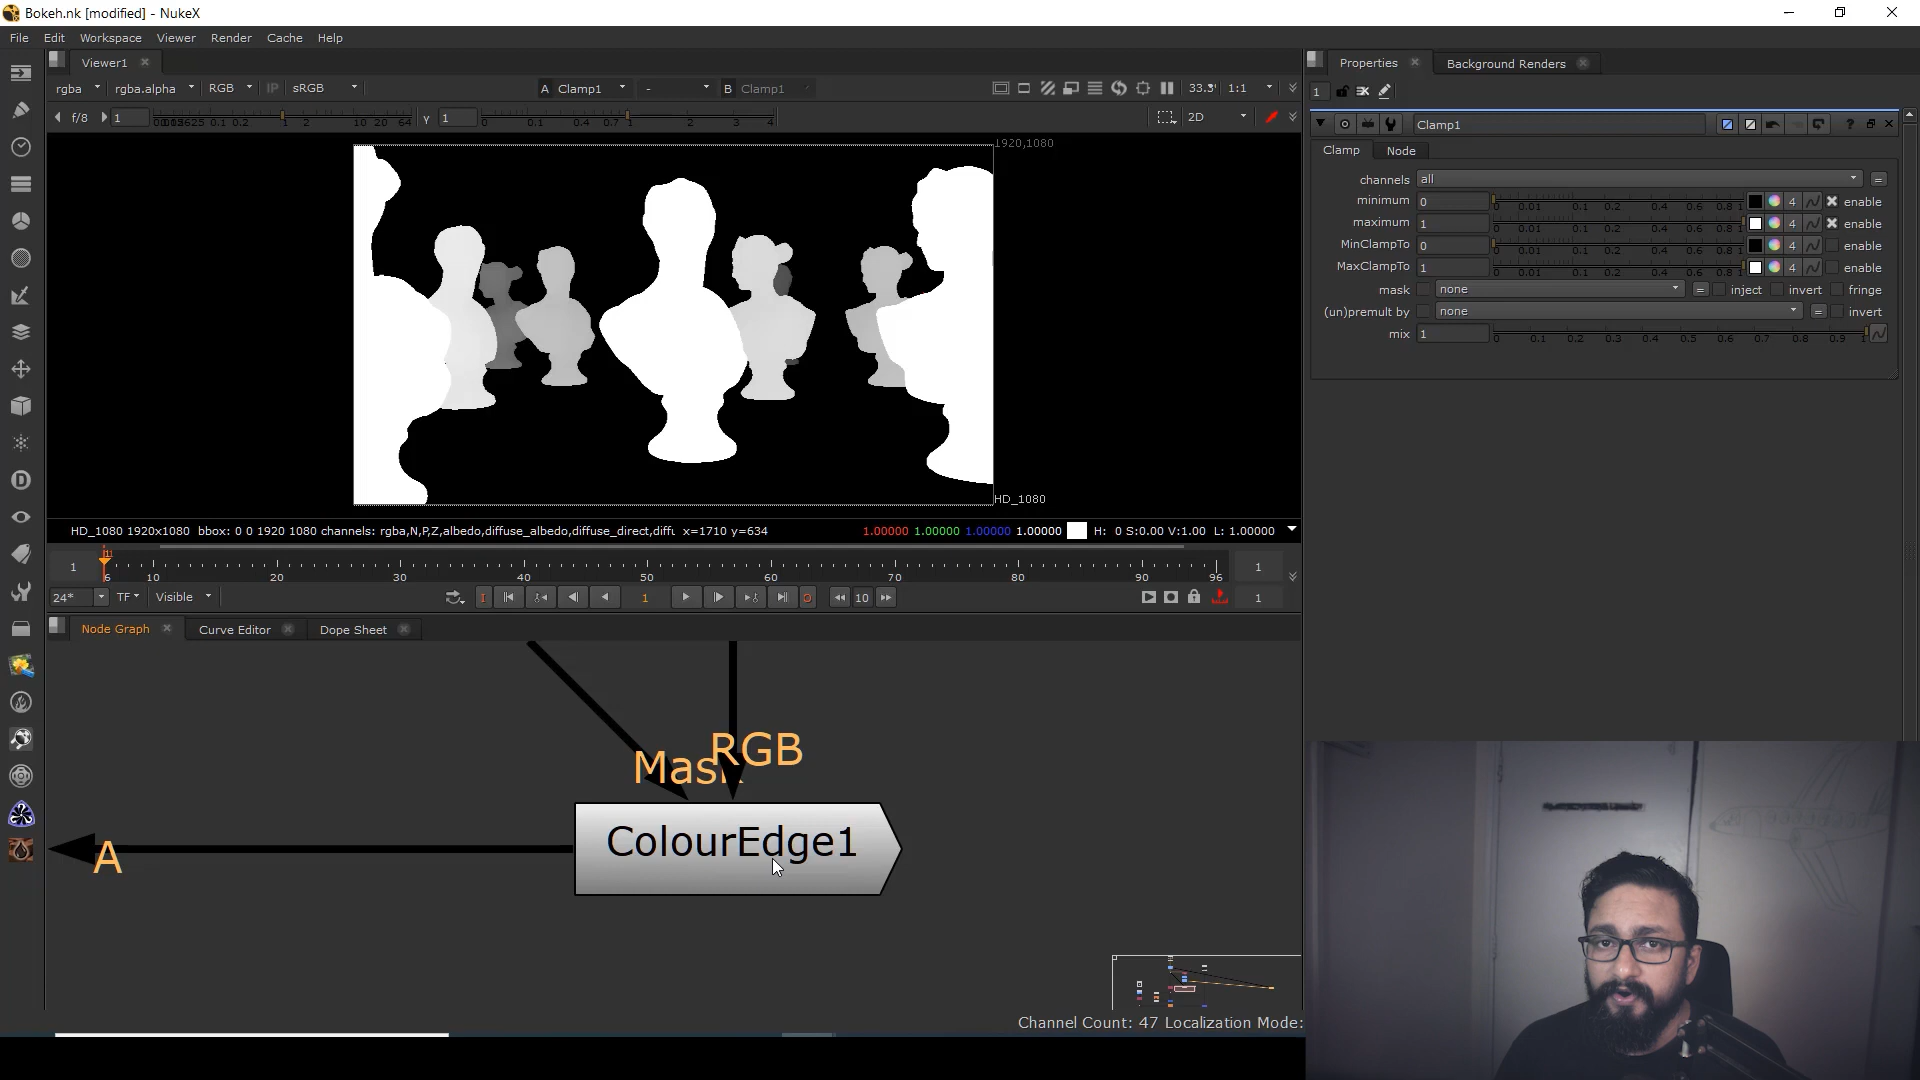 Bokeh.nk [modified] - NukeX
File Edit Workspace Viewer Render Cache Help
Viewer1
Properties
Background Renders
rgba rgba.alpha RGB IP sRGB A Clamp1 - B Clamp1 33.3 1:1
1
f/8 1 Y 1 2D
Clamp1
1920,1080
Clamp Node
channels all
minimum 0 enable
maximum 1 enable
MinClampTo 0 enable
MaxClampTo 1 enable
mask none inject invert fringe
(un)premult by none invert
mix 1
HD_1080
HD_1080 1920x1080 bbox: 0 0 1920 1080 channels: rgba,N,P,Z,albedo,diffuse_albedo,diffuse_direct,diffu x=1710 y=634 1.00000 1.00000 1.00000 1.00000 H: 0 S:0.00 V:1.00 L: 1.00000
1 6 10 20 30 40 50 60 70 80 90 96 1
24* TF Visible 1 10 1
Node Graph Curve Editor Dope Sheet
Mask
RGB
ColourEdge1
A
Channel Count: 47 Localization Mode: